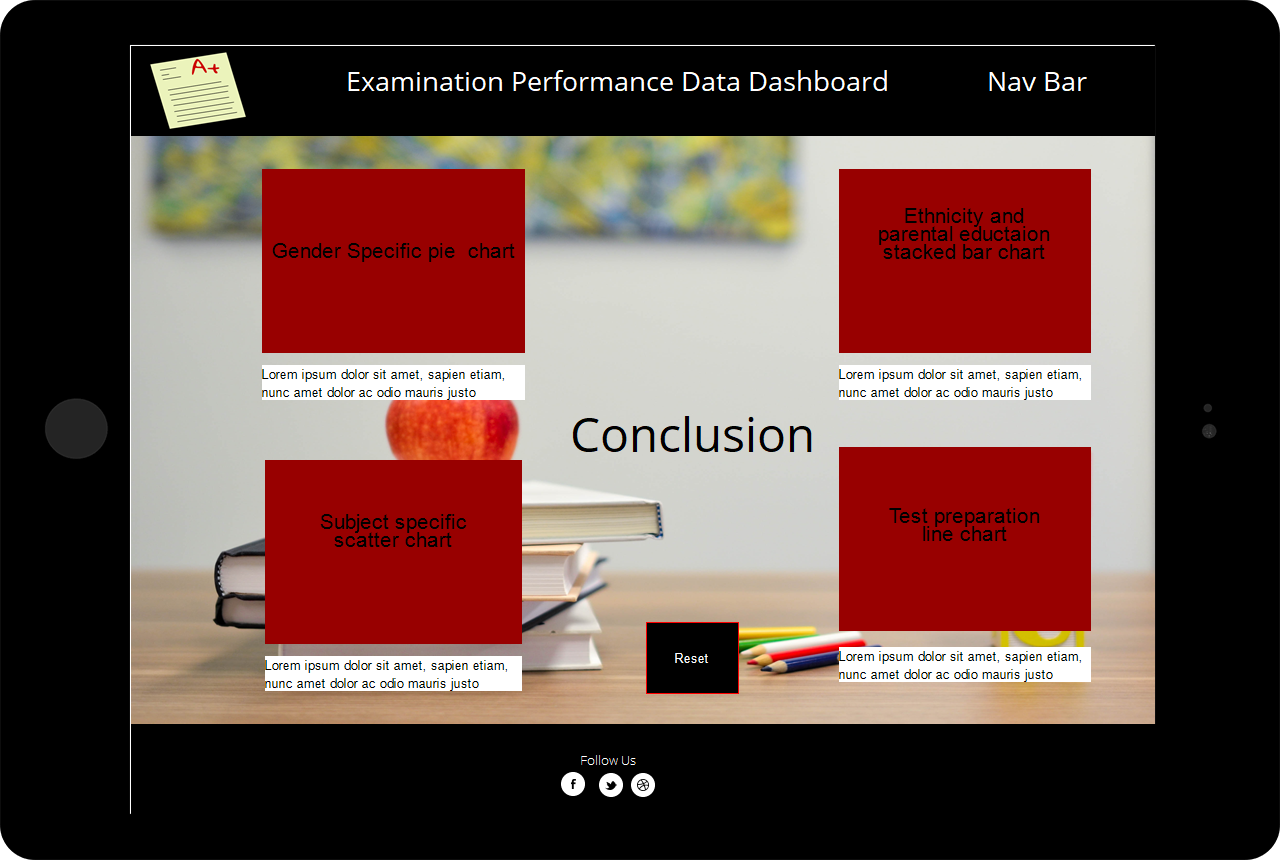 A+
Examination Performance Data Dashboard
Nav Bar
Gender Specific pie chart
Ethnicity and
parental eductaion
stacked bar chart
Lorem ipsum dolor sit amet, sapien etiam,
nunc amet dolor ac odio mauris justo
Lorem ipsum dolor sit amet, sapien etiam,
nunc amet dolor ac odio mauris justo
Conclusion
Subject specific
scatter chart
Test preparation
line chart
Reset
Lorem ipsum dolor sit amet, sapien etiam,
nunc amet dolor ac odio mauris justo
Lorem ipsum dolor sit amet, sapien etiam,
nunc amet dolor ac odio mauris justo
Follow Us
f